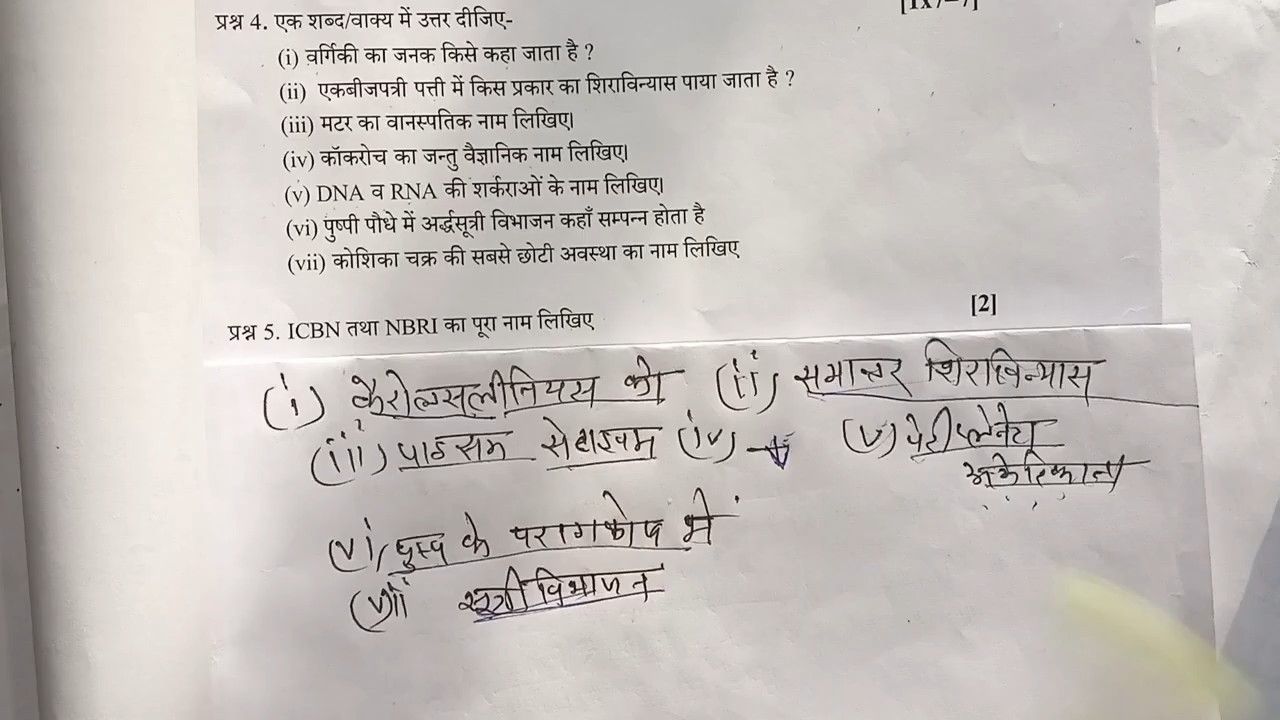 प्रश्न 4. एक शब्द/वाक्य में उत्तर दीजिए-
(i) वर्गिकी का जनक किसे कहा जाता है ?
(ii) एकबीजपत्री पत्ती में किस प्रकार का शिराविन्यास पाया जाता है ?
(iii) मटर का वानस्पतिक नाम लिखिए।
(iv) कॉकरोच का जन्तु वैज्ञानिक नाम लिखिए।
(v) DNA व RNA की शर्कराओं के नाम लिखिए।
(vi) पुष्पी पौधे में अर्द्धसूत्री विभाजन कहाँ सम्पन्न होता है
(vii) कोशिका चक्र की सबसे छोटी अवस्था का नाम लिखिए
[2]
प्रश्न 5. ICBN तथा NBRI का पूरा नाम लिखिए
(i) कैरोलसलीनियस को (ii) समान्तर शिराविन्यास
(iii) पाइसम सेटाइवम (iv) (v) पेरीप्लेनेटा
(vi) पुष्प के परागकोष में
(vii) सूत्री विभाजन